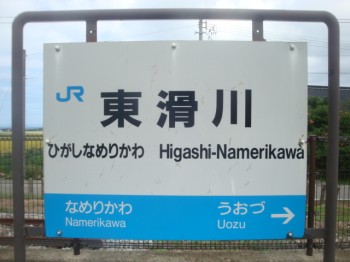 JR
東滑川
ひがしなめりかわ Higashi-Namerikawa
なめりかわ うおづ
Namerikawa Uozu →